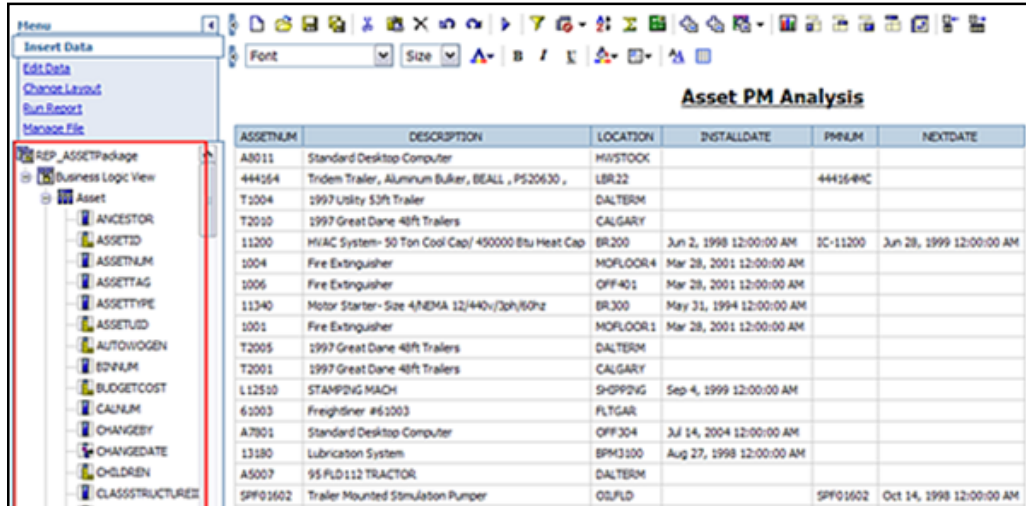 Menu
Insert Data
Edit Data
Change Layout
Run Report
Manage File
REP_ASSETPackage
Business Logic View
Asset
ANCESTOR
ASSETID
ASSETNUM
ASSETTAG
ASSETTYPE
ASSETUID
AUTOWOGEN
BINNUM
BUDGETCOST
CALNUM
CHANGEBY
CHANGEDATE
CHILDREN
CLASSSTRUCTUREI
Font Size A B I U
Asset PM Analysis
ASSETNUM DESCRIPTION LOCATION INSTALLDATE PMNUM NEXTDATE
A8011 Standard Desktop Computer HWSTOCK
444164 Tridem Trailer, Aluminum Bulker, BEALL , PS20630 , LBR22 444164MC
T1004 1997 Utility 53ft Trailer DALTERM
T2010 1997 Great Dane 48ft Trailers CALGARY
11200 HVAC System- 50 Ton Cool Cap/ 450000 Btu Heat Cap BR200 Jun 2, 1998 12:00:00 AM IC-11200 Jun 28, 1999 12:00:00 AM
1004 Fire Extinguisher MOFLOOR4 Mar 28, 2001 12:00:00 AM
1006 Fire Extinguisher OFF401 Mar 28, 2001 12:00:00 AM
11340 Motor Starter- Size 4/NEMA 12/440v/3ph/60hz BR300 May 31, 1994 12:00:00 AM
1001 Fire Extinguisher MOFLOOR1 Mar 28, 2001 12:00:00 AM
T2005 1997 Great Dane 48ft Trailers DALTERM
T2001 1997 Great Dane 48ft Trailers CALGARY
L12510 STAMPING MACH SHIPPING Sep 4, 1999 12:00:00 AM
61003 Freightliner #61003 FLTGAR
A7801 Standard Desktop Computer OFF304 Jul 14, 2004 12:00:00 AM
13180 Lubrication System BPM3100 Aug 27, 1998 12:00:00 AM
A5007 95 FLD112 TRACTOR DALTERM
SPF01602 Trailer Mounted Stimulation Pumper OILFLD SPF01602 Oct 14, 1998 12:00:00 AM